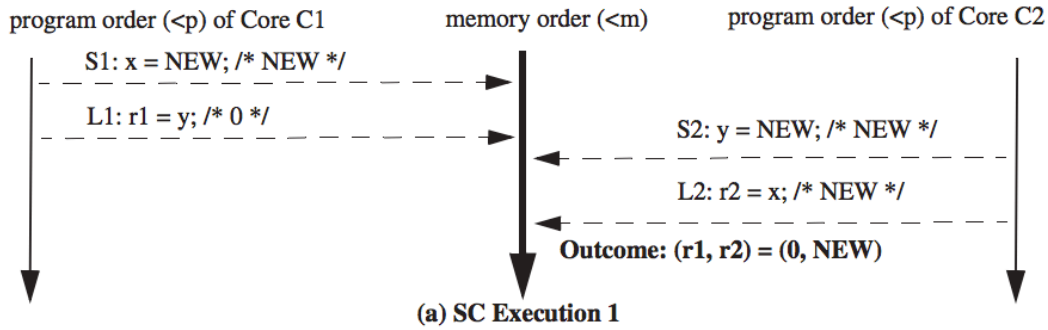 program order (<p) of Core C1
memory order (<m)
program order (<p) of Core C2
S1: x = NEW; /* NEW */
L1: r1 = y; /* 0 */
S2: y = NEW; /* NEW */
L2: r2 = x; /* NEW */
Outcome: (r1, r2) = (0, NEW)
(a) SC Execution 1